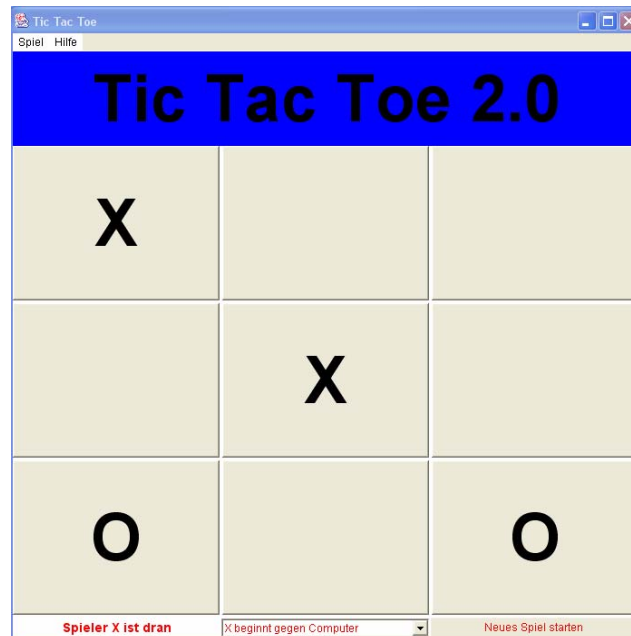 Tic Tac Toe
Spiel Hilfe
Tic Tac Toe 2.0
X
X
O O
Spieler X ist dran X beginnt gegen Computer Neues Spiel starten